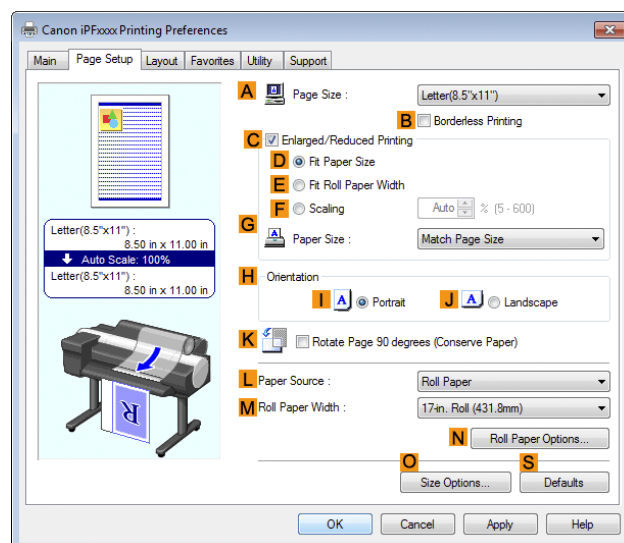 Canon iPFxxxx Printing Preferences
Main Page Setup Layout Favorites Utility Support
A Page Size : Letter(8.5"x11")
B Borderless Printing
C Enlarged/Reduced Printing
D Fit Paper Size
E Fit Roll Paper Width
F Scaling Auto % (5 - 600)
G Paper Size : Match Page Size
Letter(8.5"x11") :
8.50 in x 11.00 in
Auto Scale: 100%
Letter(8.5"x11") :
8.50 in x 11.00 in
H Orientation
I A Portrait J A Landscape
K Rotate Page 90 degrees (Conserve Paper)
L Paper Source : Roll Paper
M Roll Paper Width : 17-in. Roll (431.8mm)
N Roll Paper Options...
O Size Options... S Defaults
R
OK Cancel Apply Help